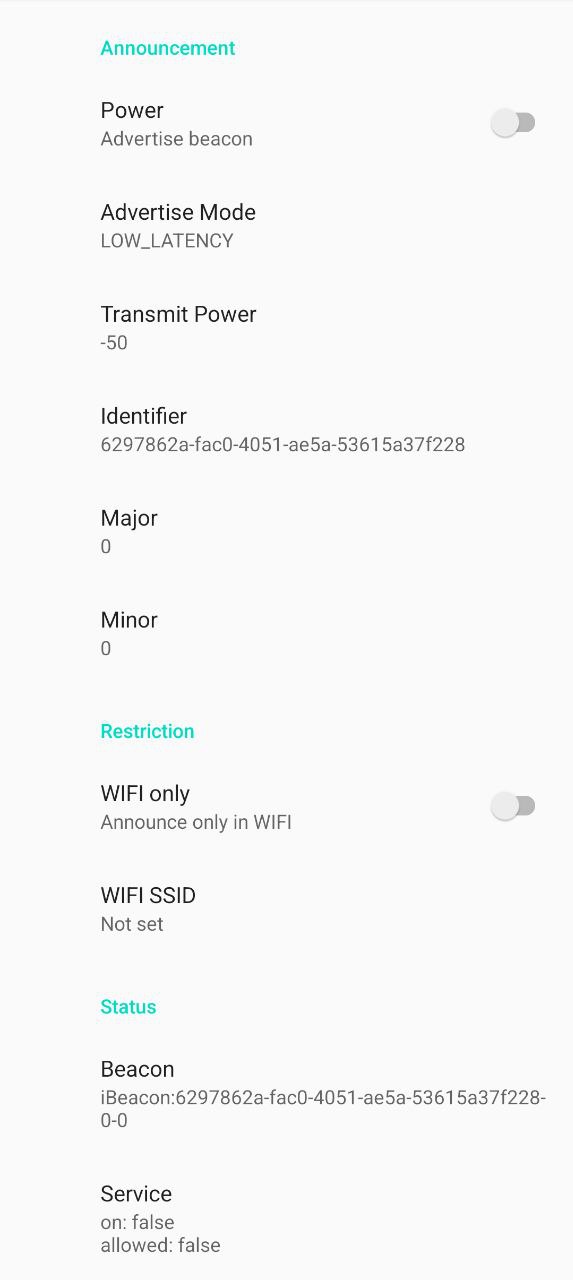 Announcement
Power
Advertise beacon
Advertise Mode
LOW_LATENCY
Transmit Power
-50
Identifier
6297862a-fac0-4051-ae5a-53615a37f228
Major
0
Minor
0
Restriction
WIFI only
Announce only in WIFI
WIFI SSID
Not set
Status
Beacon
iBeacon:6297862a-fac0-4051-ae5a-53615a37f228-
0-0
Service
on: false
allowed: false